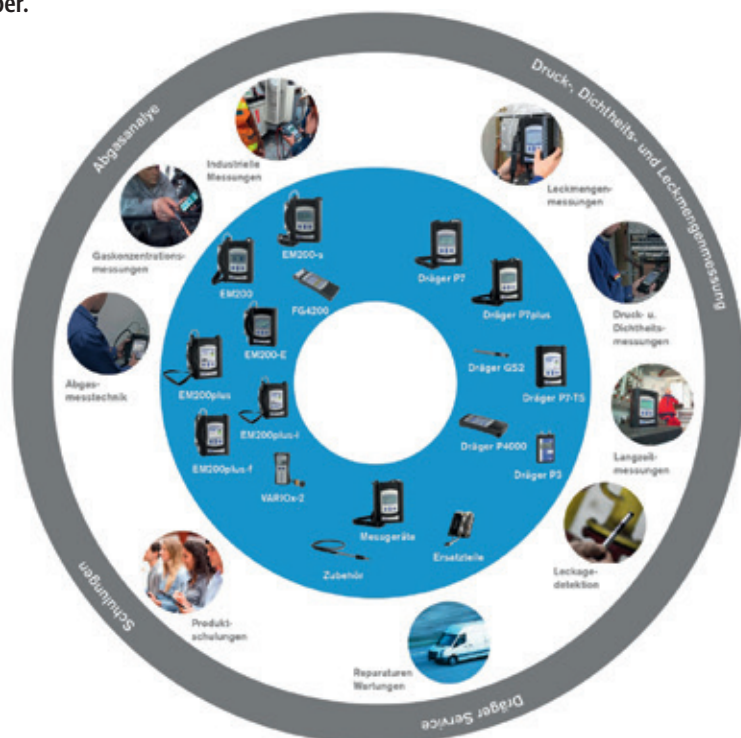 ber.
Abgasanalye
Druck-, Dichtheits- und Leckmengenmessung
Industrielle
Messungen
Leckmengen-
messungen
Gaskonzentrations-
messungen
EM200-s
Dräger P7
EM200
FG4200
Dräger P7plus
Druck- u.
Dichtheits-
messungen
Abgas-
messtechnik
EM200-E
EM200plus
Dräger GS2
Dräger P7-TS
EM200plus-i
EM200plus-f
Dräger P4000
Dräger P3
Langzeit-
messungen
VARIOx-2
Messgeräte
Zubehör
Ersatzteile
Leckage-
detektion
Schulungen
Produkt-
schulungen
Reparaturen
Wartungen
Dräger Service